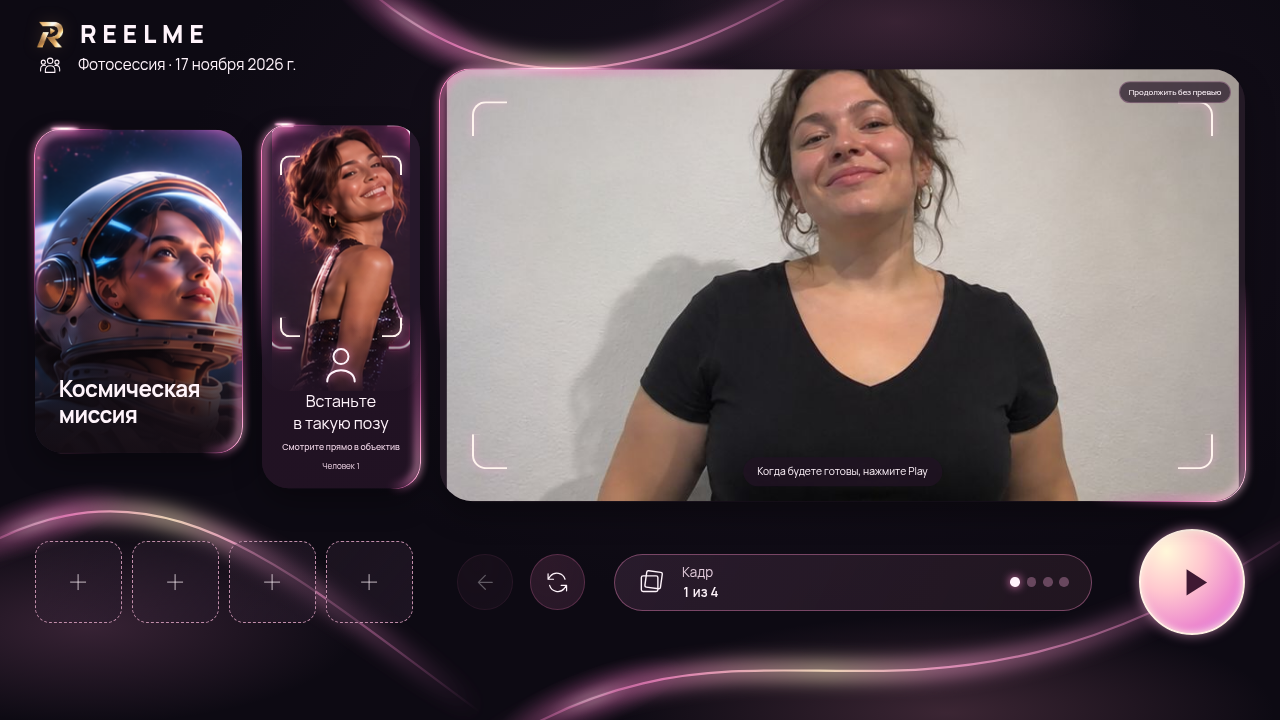 REELME
Фотосессия · 17 ноября 2026 г.
Продолжить без превью
Космическая
миссия
Встаньте
в такую позу
Смотрите прямо в объектив
Человек 1
Когда будете готовы, нажмите Play
Кадр
1 из 4